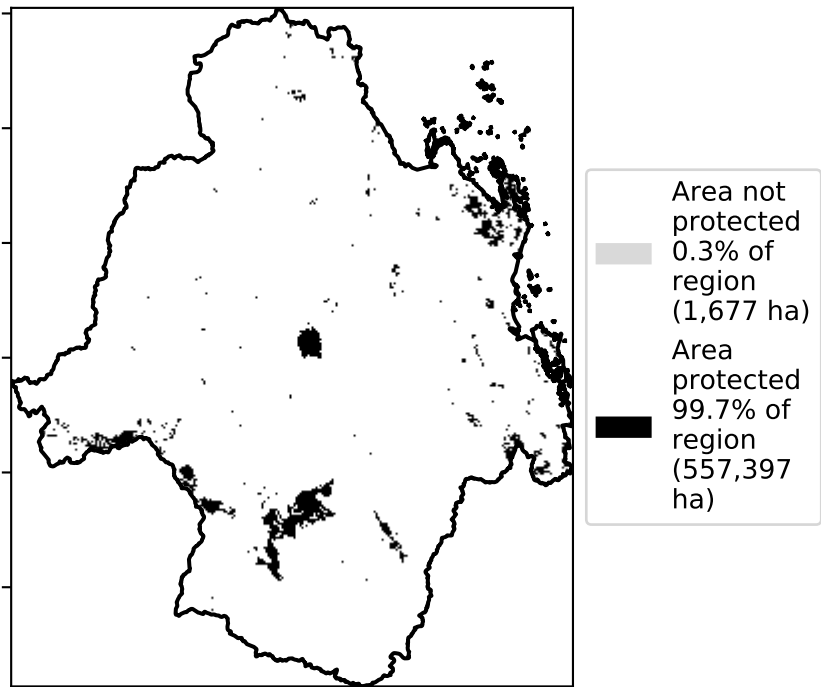 Area not
protected
0.3% of
region
(1,677 ha)
Area
protected
99.7% of
region
(557,397
ha)